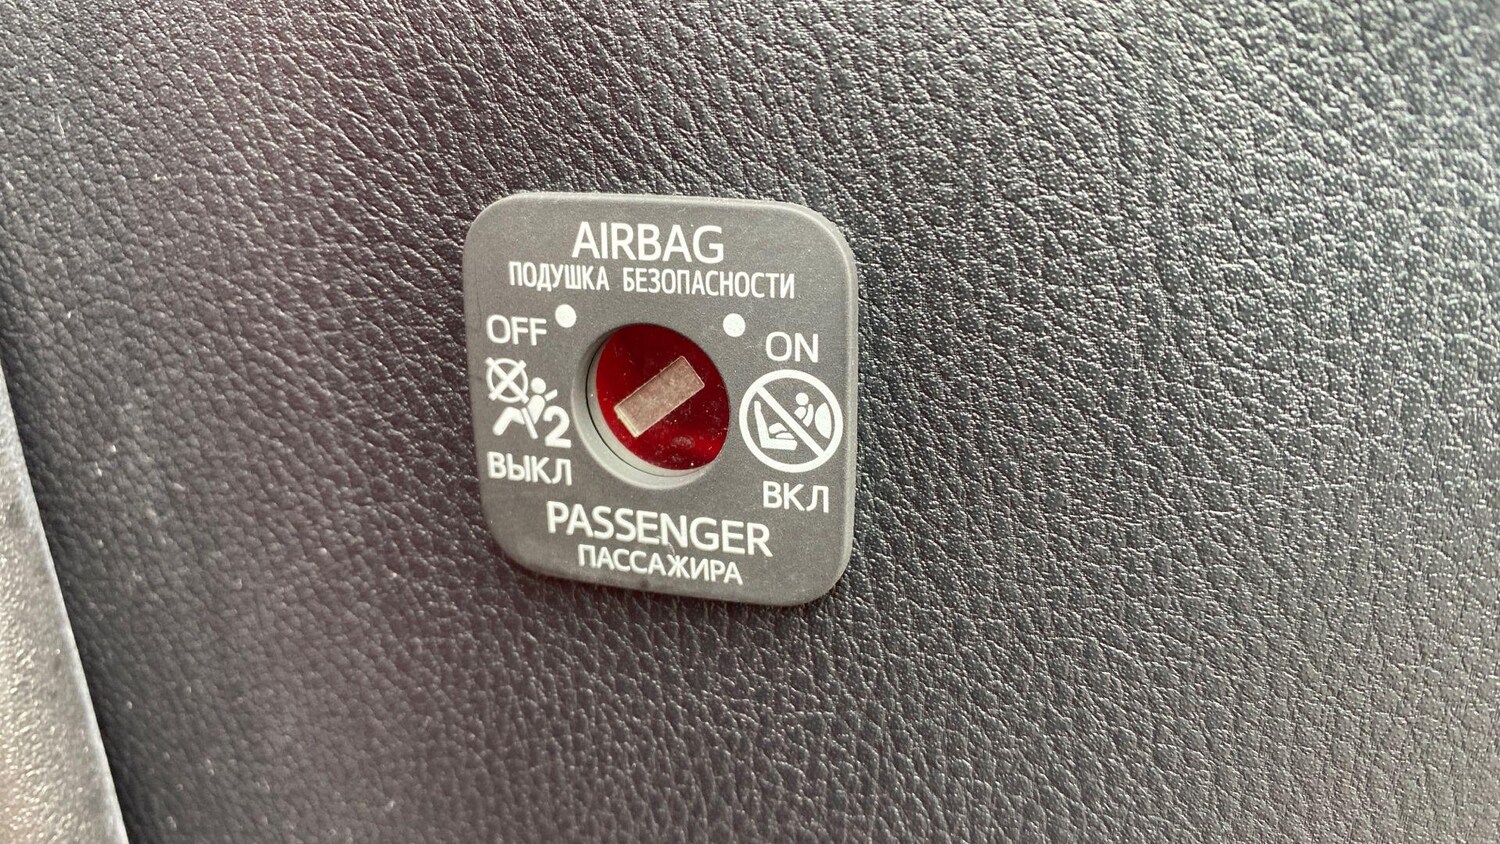 AIRBAG
ПОДУШКА БЕЗОПАСНОСТИ
OFF
ON
2
ВЫКЛ
ВКЛ
PASSENGER
ПАССАЖИРА